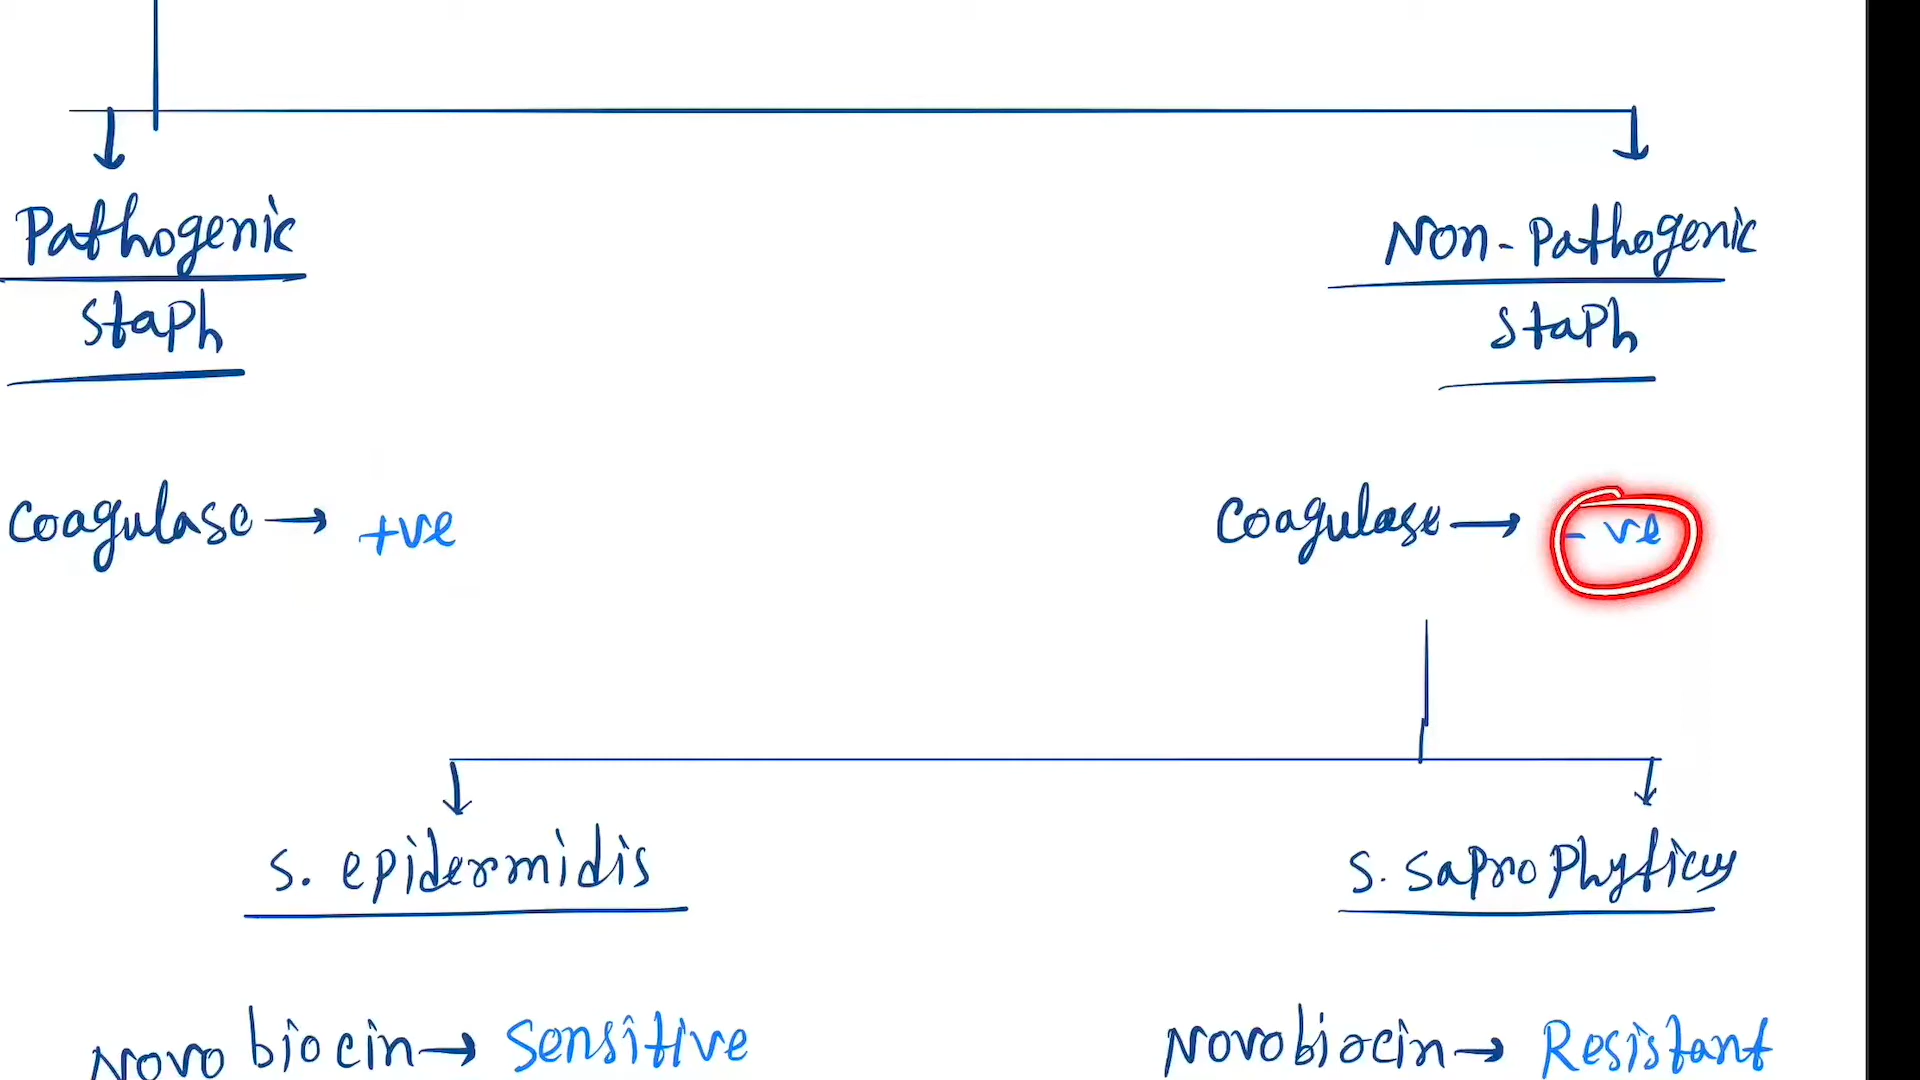 Pathogenic
Staph
Non-Pathogenic
Staph
Coagulase → +ve
Coagulase → -ve
S. epidermidis
S. saprophyticus
Novobiocin → Sensitive
Novobiocin → Resistant